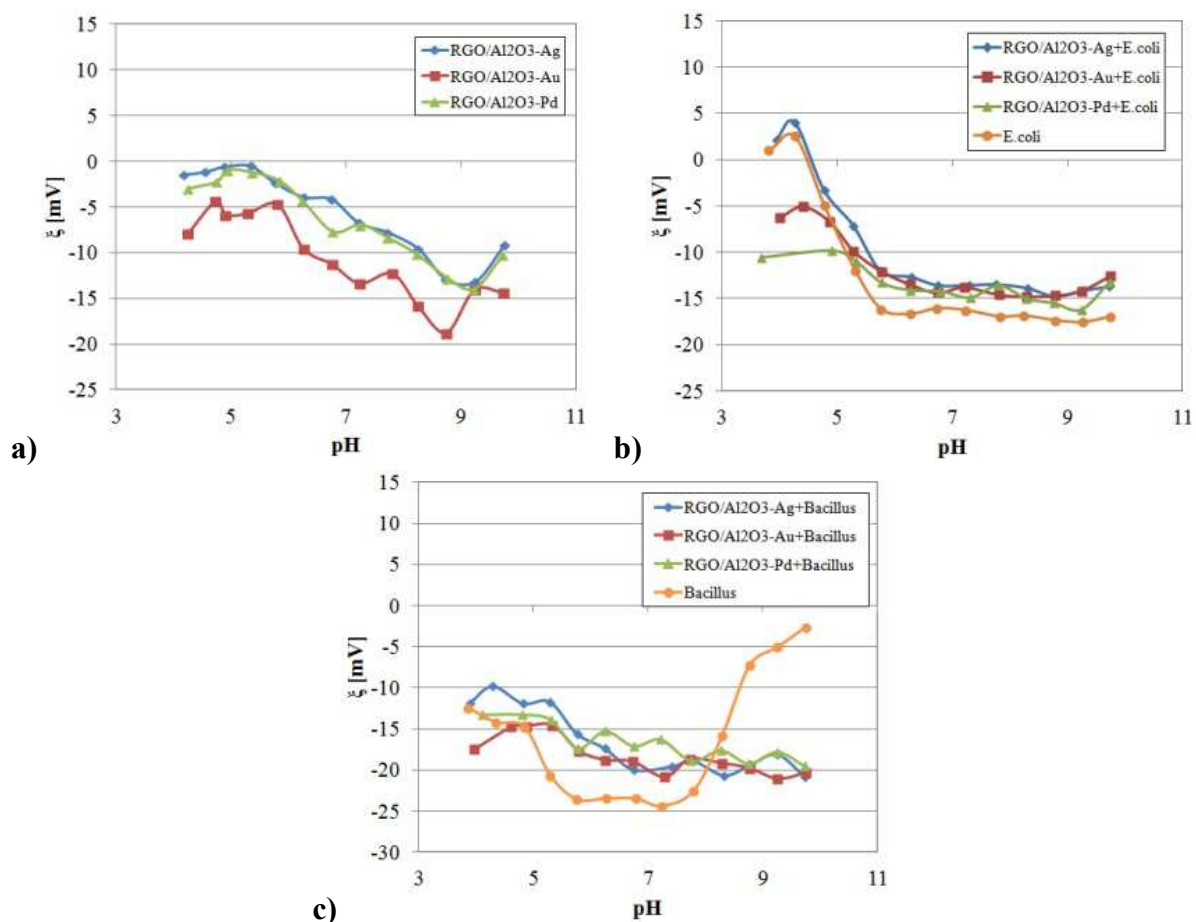 15
10
5
0
-5
-10
-15
-20
-25
ξ [mV]
3 5 7 9 11
pH
RGO/Al2O3-Ag
RGO/Al2O3-Au
RGO/Al2O3-Pd
a)
15
10
5
0
-5
-10
-15
-20
-25
ξ [mV]
3 5 7 9 11
pH
RGO/Al2O3-Ag+E.coli
RGO/Al2O3-Au+E.coli
RGO/Al2O3-Pd+E.coli
E.coli
b)
15
10
5
0
-5
-10
-15
-20
-25
-30
ξ [mV]
3 5 7 9 11
pH
RGO/Al2O3-Ag+Bacillus
RGO/Al2O3-Au+Bacillus
RGO/Al2O3-Pd+Bacillus
Bacillus
c)